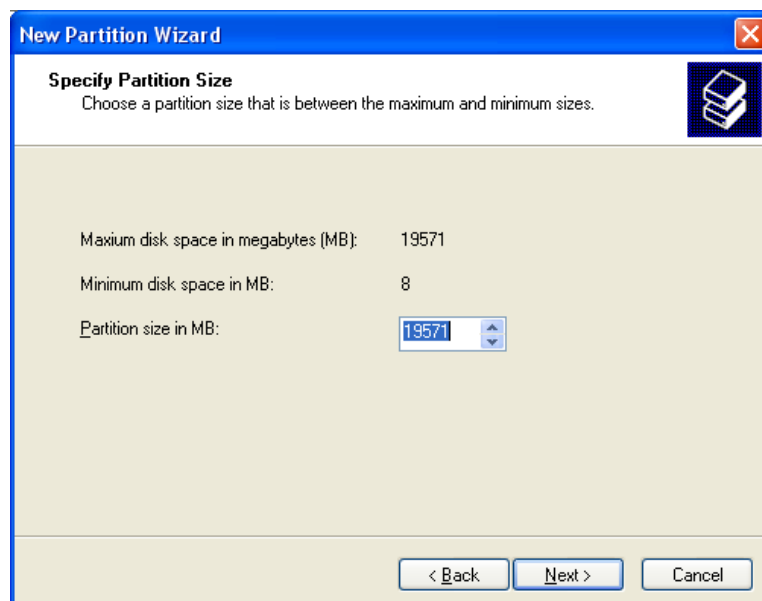 New Partition Wizard
Specify Partition Size
Choose a partition size that is between the maximum and minimum sizes.
Maxium disk space in megabytes (MB): 19571
Minimum disk space in MB: 8
Partition size in MB: 19571
< Back Next > Cancel